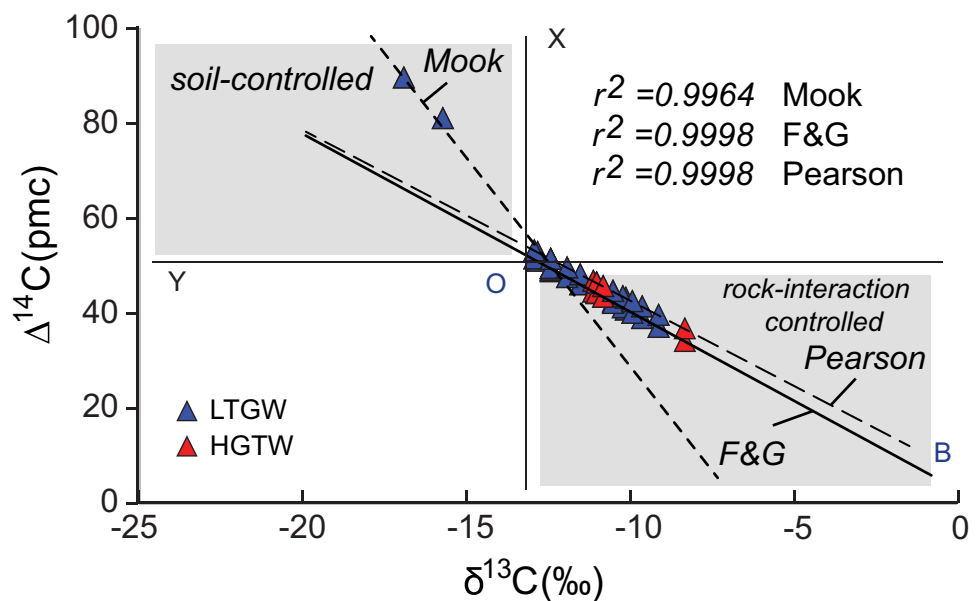 100
80
60
40
20
0
-25
-20
-15
-10
-5
0
Δ¹⁴C(pmc)
δ¹³C(‰)
X
Y
O
B
soil-controlled
Mook
r² =0.9964 Mook
r² =0.9998 F&G
r² =0.9998 Pearson
rock-interaction
controlled
Pearson
F&G
LTGW
HGTW